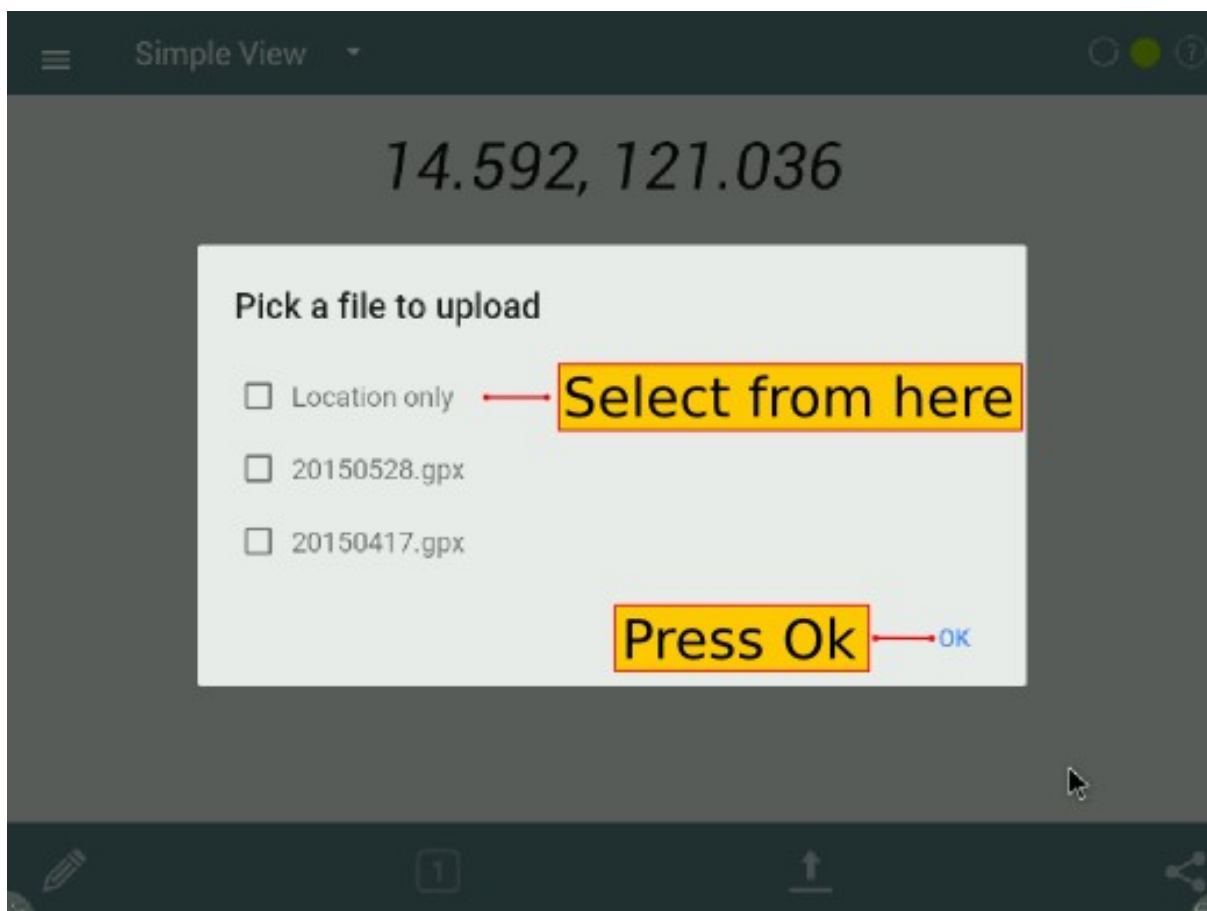 Simple View
?
14.592, 121.036
Pick a file to upload
Location only
Select from here
20150528.gpx
20150417.gpx
Press Ok
OK
1